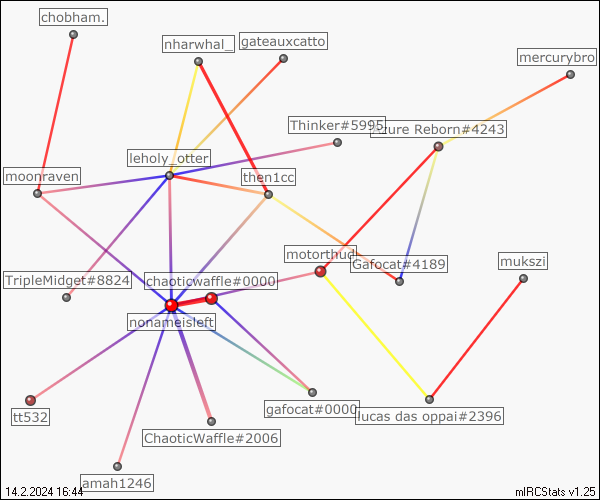 chobham.
nharwhal_
gateauxcatto
mercurybro
Thinker#5995
Azure Reborn#4243
leholy_otter
moonraven
then1cc
motorthud
Gafocat#4189
mukszi
TripleMidget#8824
chaoticwaffle#0000
nonameisleft
tt532
gafocat#0000
lucas das oppai#2396
ChaoticWaffle#2006
amah1246
14.2.2024 16:44
mIRCStats v1.25